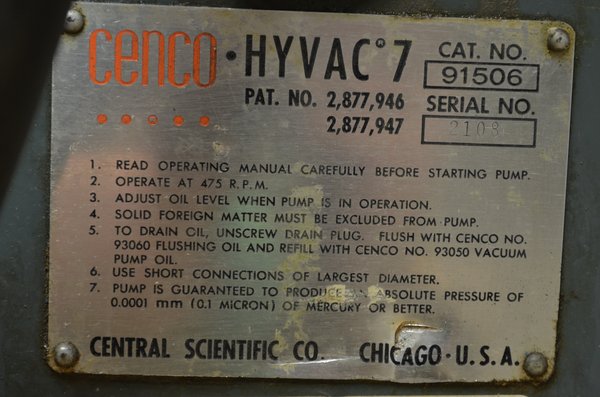 cenco · HYVAC® 7
CAT. NO.
91506
PAT. NO. 2,877,946
2,877,947
SERIAL NO.
2108
1. READ OPERATING MANUAL CAREFULLY BEFORE STARTING PUMP.
2. OPERATE AT 475 R.P.M.
3. ADJUST OIL LEVEL WHEN PUMP IS IN OPERATION.
4. SOLID FOREIGN MATTER MUST BE EXCLUDED FROM PUMP.
5. TO DRAIN OIL, UNSCREW DRAIN PLUG. FLUSH WITH CENCO NO.
93060 FLUSHING OIL AND REFILL WITH CENCO NO. 93050 VACUUM
PUMP OIL.
6. USE SHORT CONNECTIONS OF LARGEST DIAMETER.
7. PUMP IS GUARANTEED TO PRODUCE AN ABSOLUTE PRESSURE OF
0.0001 mm (0.1 MICRON) OF MERCURY OR BETTER.
CENTRAL SCIENTIFIC CO. CHICAGO · U.S.A.